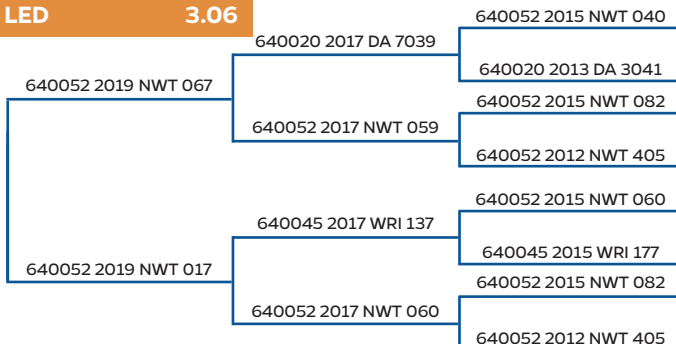 LED 3.06
640052 2015 NWT 040
640020 2017 DA 7039
640020 2013 DA 3041
640052 2019 NWT 067
640052 2015 NWT 082
640052 2017 NWT 059
640052 2012 NWT 405
640052 2015 NWT 060
640045 2017 WRI 137
640045 2015 WRI 177
640052 2019 NWT 017
640052 2015 NWT 082
640052 2017 NWT 060
640052 2012 NWT 405